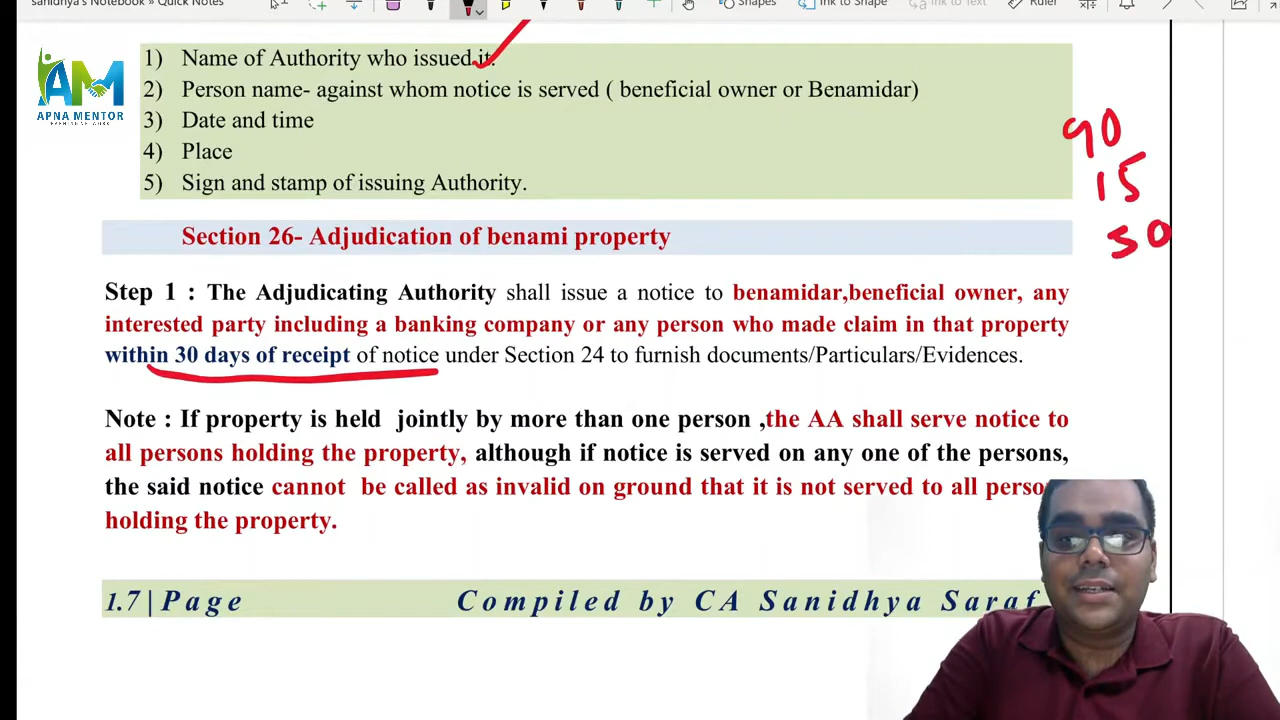 sanidhya's Notebook » Quick Notes
Shapes
Ink to Shape
Ink to Text
Ruler
AM
APNA MENTOR
1) Name of Authority who issued it.
2) Person name- against whom notice is served ( beneficial owner or Benamidar)
3) Date and time
4) Place
5) Sign and stamp of issuing Authority.
90
15
30
Section 26- Adjudication of benami property
Step 1 : The Adjudicating Authority shall issue a notice to benamidar,beneficial owner, any
interested party including a banking company or any person who made claim in that property
within 30 days of receipt of notice under Section 24 to furnish documents/Particulars/Evidences.
Note : If property is held jointly by more than one person ,the AA shall serve notice to
all persons holding the property, although if notice is served on any one of the persons,
the said notice cannot be called as invalid on ground that it is not served to all
holding the property.
1.7|Page Compiled by CA Sanidhya Saraf